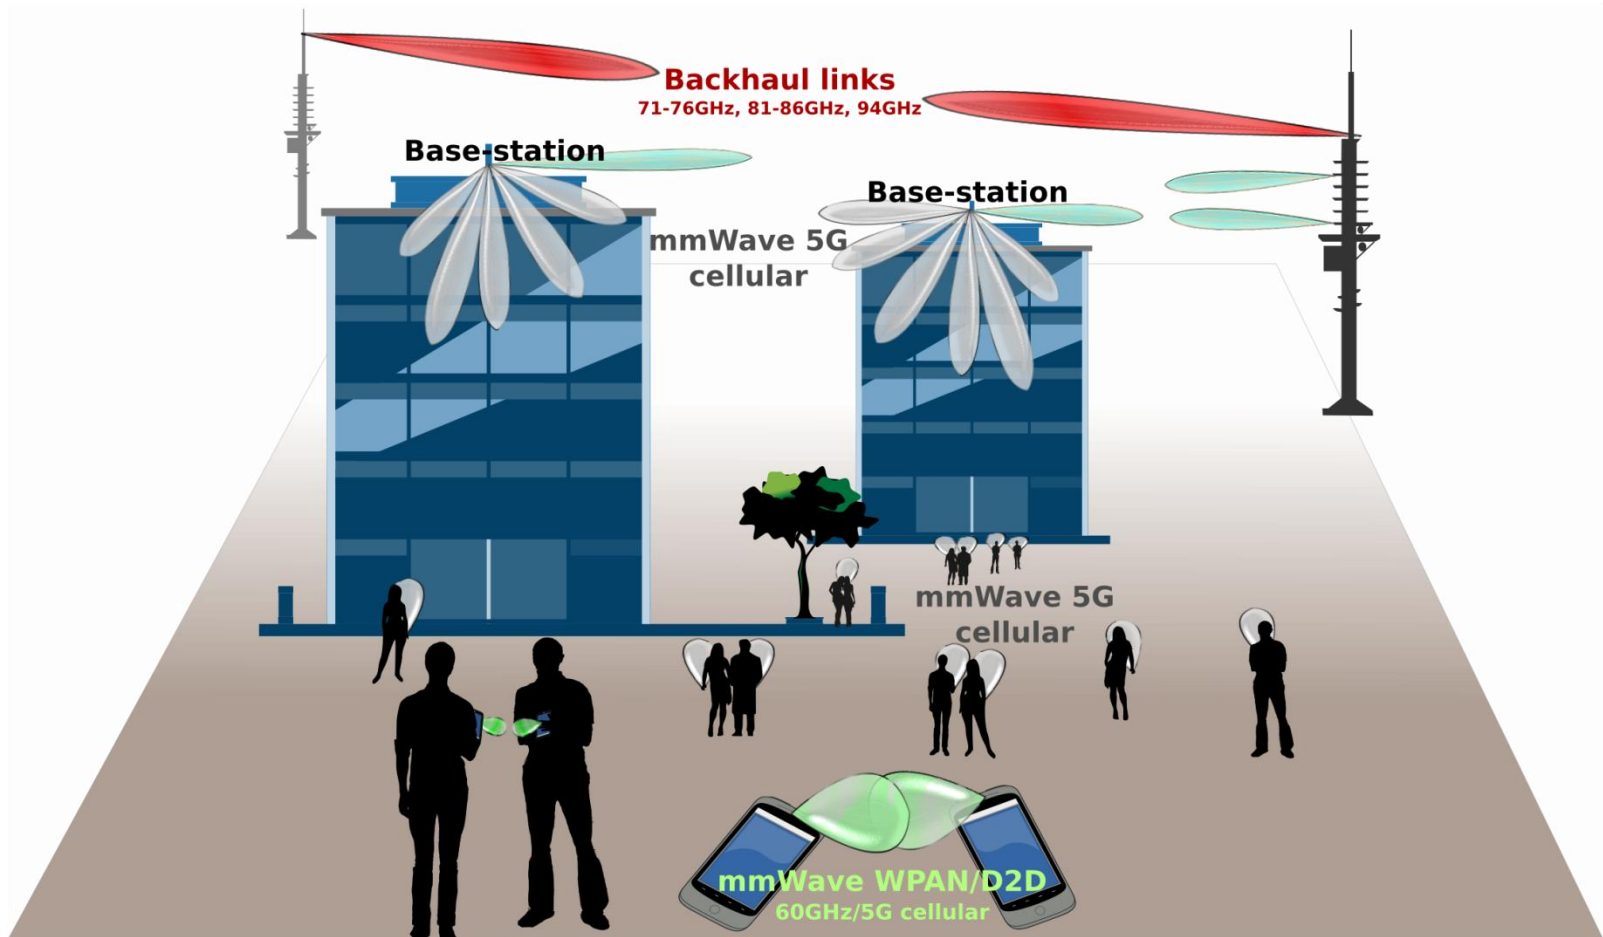 Backhaul links
71-76GHz, 81-86GHz, 94GHz
Base-station
Base-station
mmWave 5G
cellular
mmWave 5G
cellular
mmWave WPAN/D2D
60GHz/5G cellular